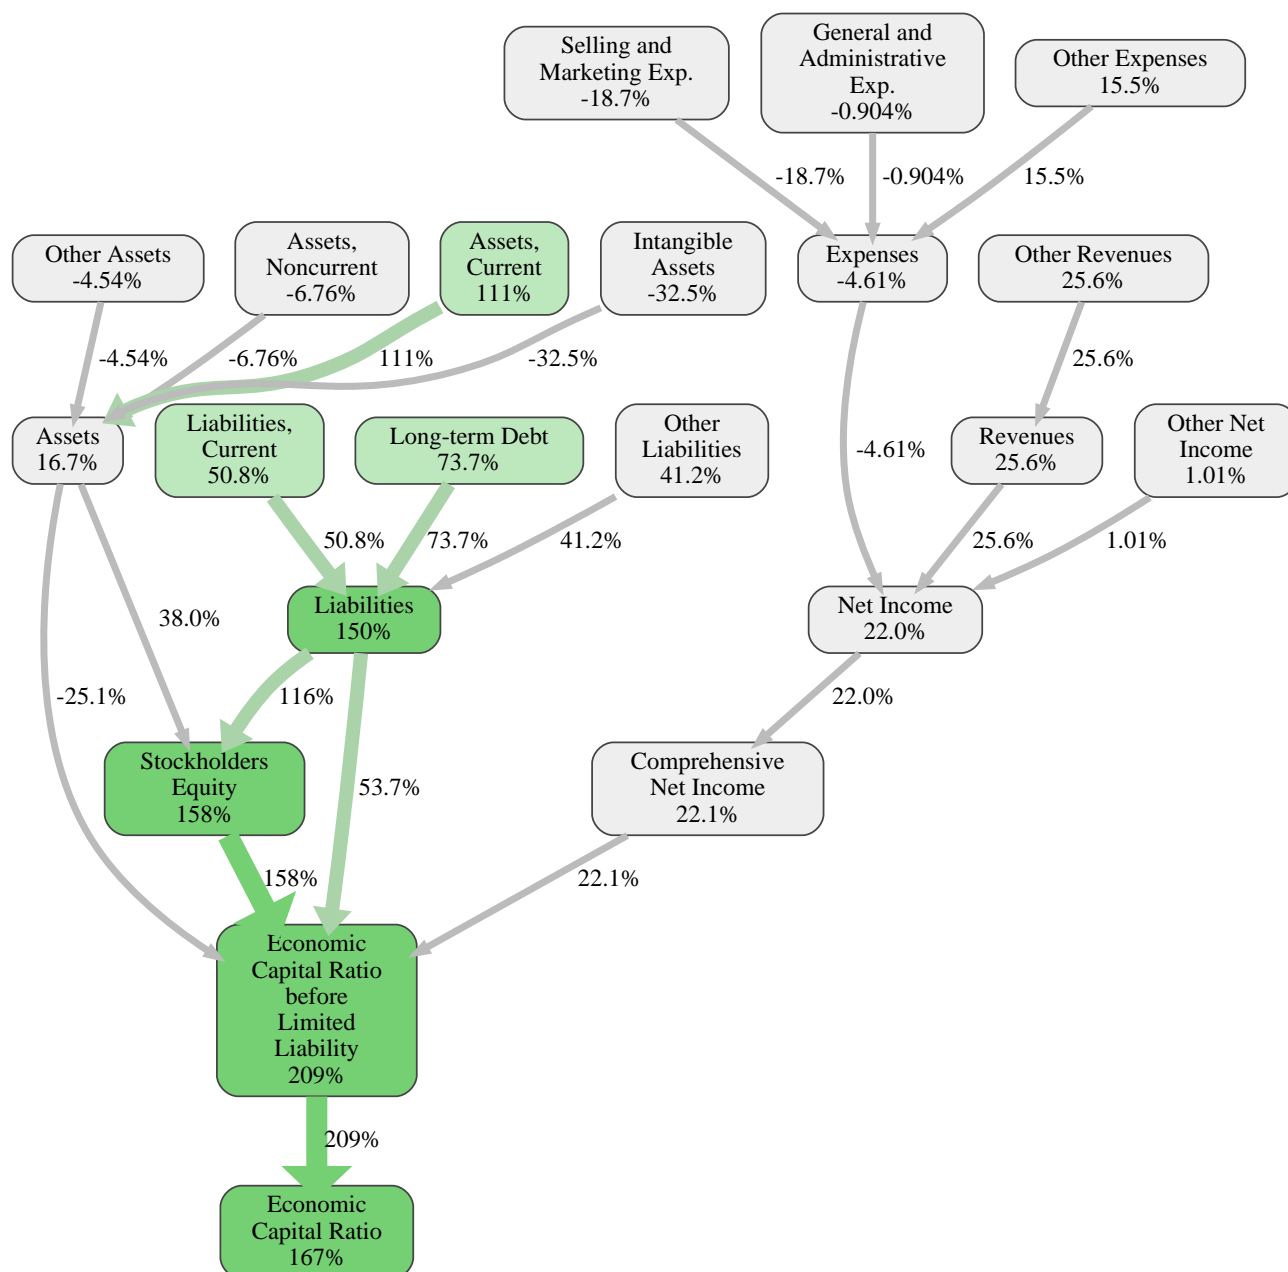 Selling and
Marketing Exp.
-18.7%
General and
Administrative
Exp.
-0.904%
Other Expenses
15.5%
-18.7%
-0.904%
15.5%
Other Assets
-4.54%
Assets,
Noncurrent
-6.76%
Assets,
Current
111%
Intangible
Assets
-32.5%
Expenses
-4.61%
Other Revenues
25.6%
-4.54%
-6.76%
111%
-32.5%
25.6%
Assets
16.7%
Liabilities,
Current
50.8%
Long-term Debt
73.7%
Other
Liabilities
41.2%
-4.61%
Revenues
25.6%
Other Net
Income
1.01%
50.8%
73.7%
41.2%
25.6%
1.01%
38.0%
Liabilities
150%
Net Income
22.0%
-25.1%
116%
22.0%
Stockholders
Equity
158%
53.7%
Comprehensive
Net Income
22.1%
158%
22.1%
Economic
Capital Ratio
before
Limited
Liability
209%
209%
Economic
Capital Ratio
167%